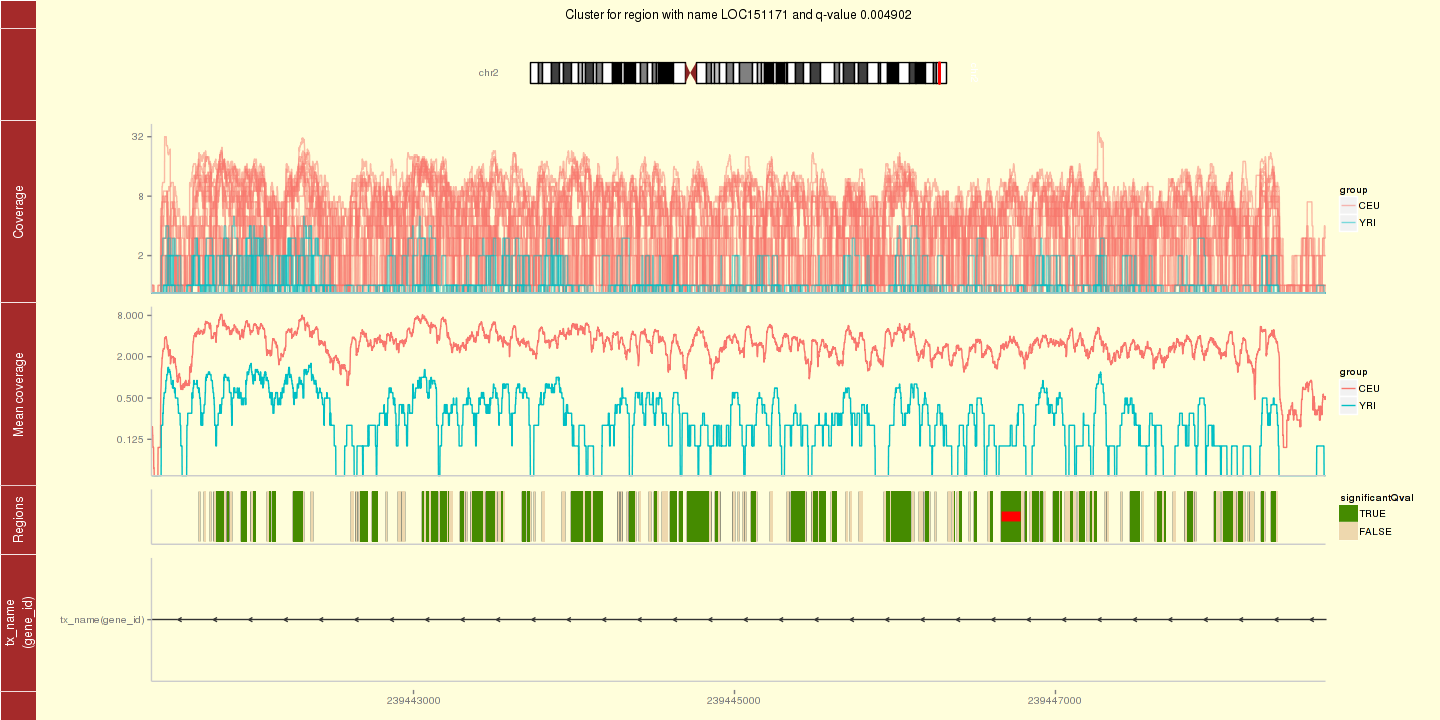 Cluster for region with name LOC151171 and q-value 0.004902
chr2
Coverage
32
8
2
group
CEU
YRI
Mean coverage
8.000
2.000
0.500
0.125
group
CEU
YRI
Regions
significantQval
TRUE
FALSE
tx_name
(gene_id)
tx_name(gene_id)
239443000
239445000
239447000